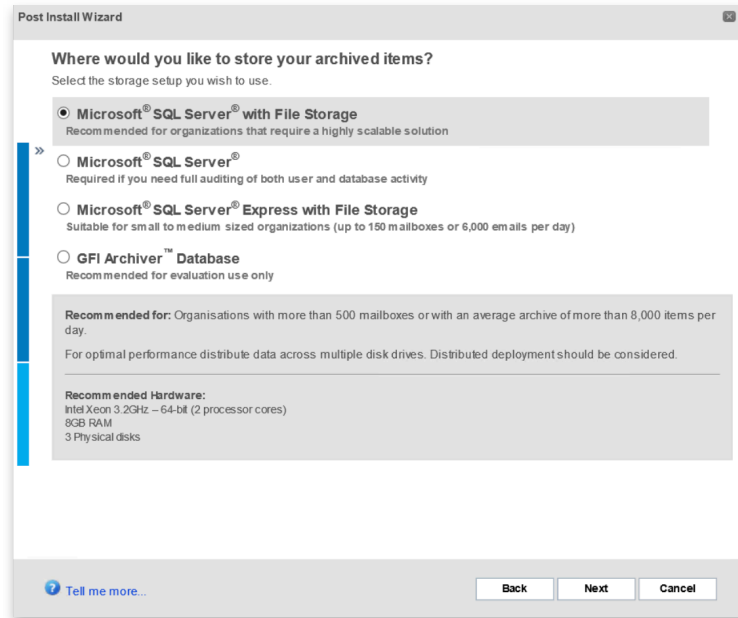 Post Install Wizard
Where would you like to store your archived items?
Select the storage setup you wish to use.
Microsoft® SQL Server® with File Storage
Recommended for organizations that require a highly scalable solution
»
Microsoft® SQL Server®
Required if you need full auditing of both user and database activity
Microsoft® SQL Server® Express with File Storage
Suitable for small to medium sized organizations (up to 150 mailboxes or 6,000 emails per day)
GFI Archiver™ Database
Recommended for evaluation use only
Recommended for: Organisations with more than 500 mailboxes or with an average archive of more than 8,000 items per
day.
For optimal performance distribute data across multiple disk drives. Distributed deployment should be considered.
Recommended Hardware:
Intel Xeon 3.2GHz – 64-bit (2 processor cores)
8GB RAM
3 Physical disks
Tell me more...
Back Next Cancel